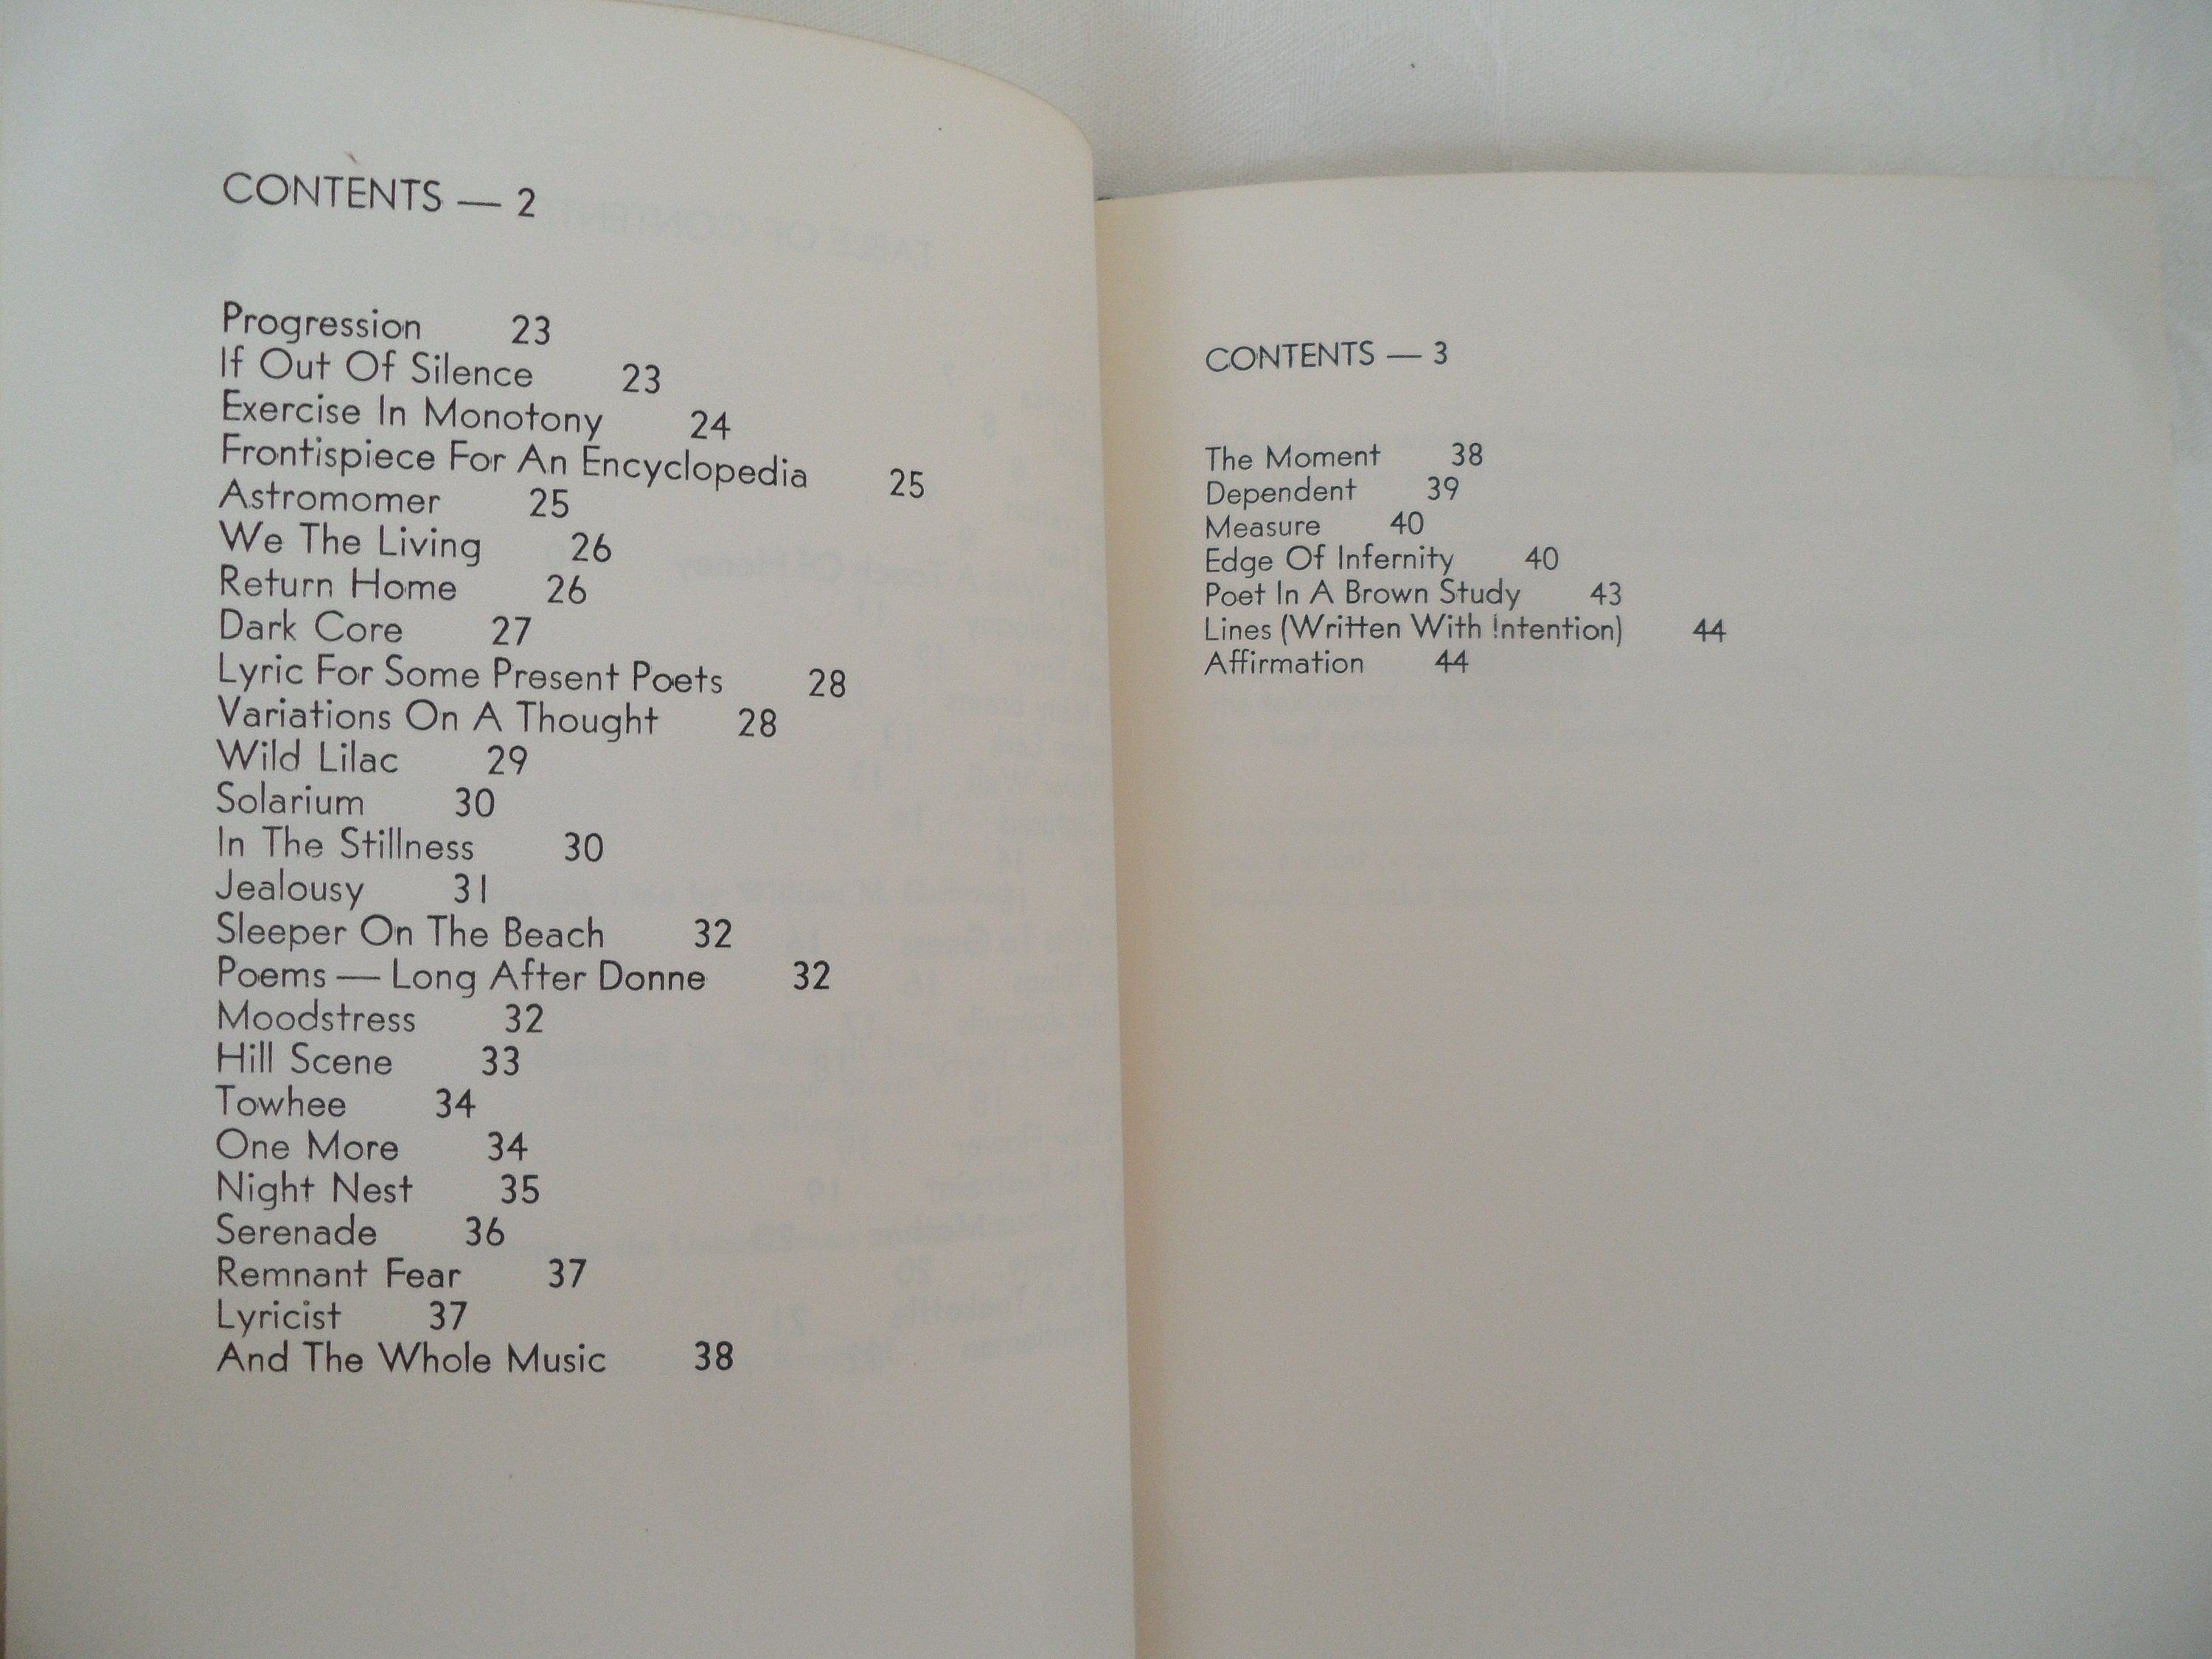 CONTENTS — 2
Progression 23
If Out Of Silence 23
Exercise In Monotony 24
Frontispiece For An Encyclopedia 25
Astromomer 25
We The Living 26
Return Home 26
Dark Core 27
Lyric For Some Present Poets 28
Variations On A Thought 28
Wild Lilac 29
Solarium 30
In The Stillness 30
Jealousy 31
Sleeper On The Beach 32
Poems — Long After Donne 32
Moodstress 32
Hill Scene 33
Towhee 34
One More 34
Night Nest 35
Serenade 36
Remnant Fear 37
Lyricist 37
And The Whole Music 38
CONTENTS — 3
The Moment 38
Dependent 39
Measure 40
Edge Of Infernity 40
Poet In A Brown Study 43
Lines (Written With Intention) 44
Affirmation 44